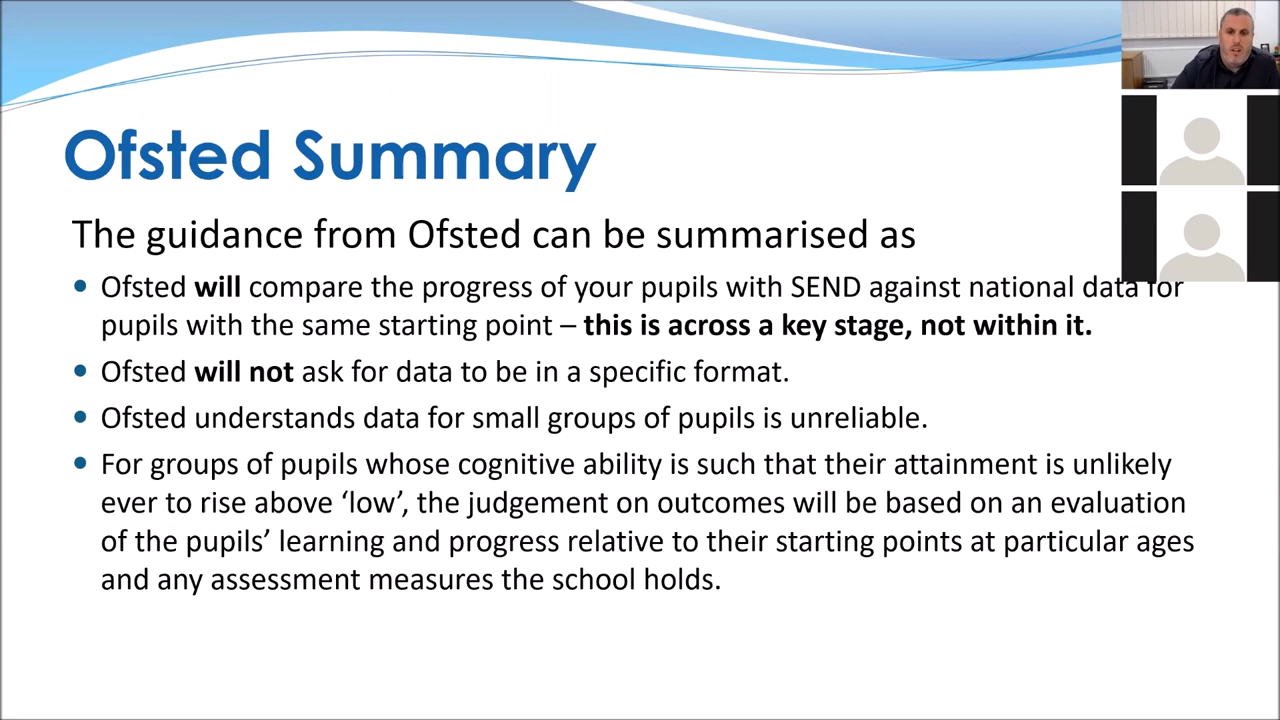 Ofsted Summary
The guidance from Ofsted can be summarised as
• Ofsted will compare the progress of your pupils with SEND against national data for
pupils with the same starting point – this is across a key stage, not within it.
• Ofsted will not ask for data to be in a specific format.
• Ofsted understands data for small groups of pupils is unreliable.
• For groups of pupils whose cognitive ability is such that their attainment is unlikely
ever to rise above ‘low’, the judgement on outcomes will be based on an evaluation
of the pupils’ learning and progress relative to their starting points at particular ages
and any assessment measures the school holds.